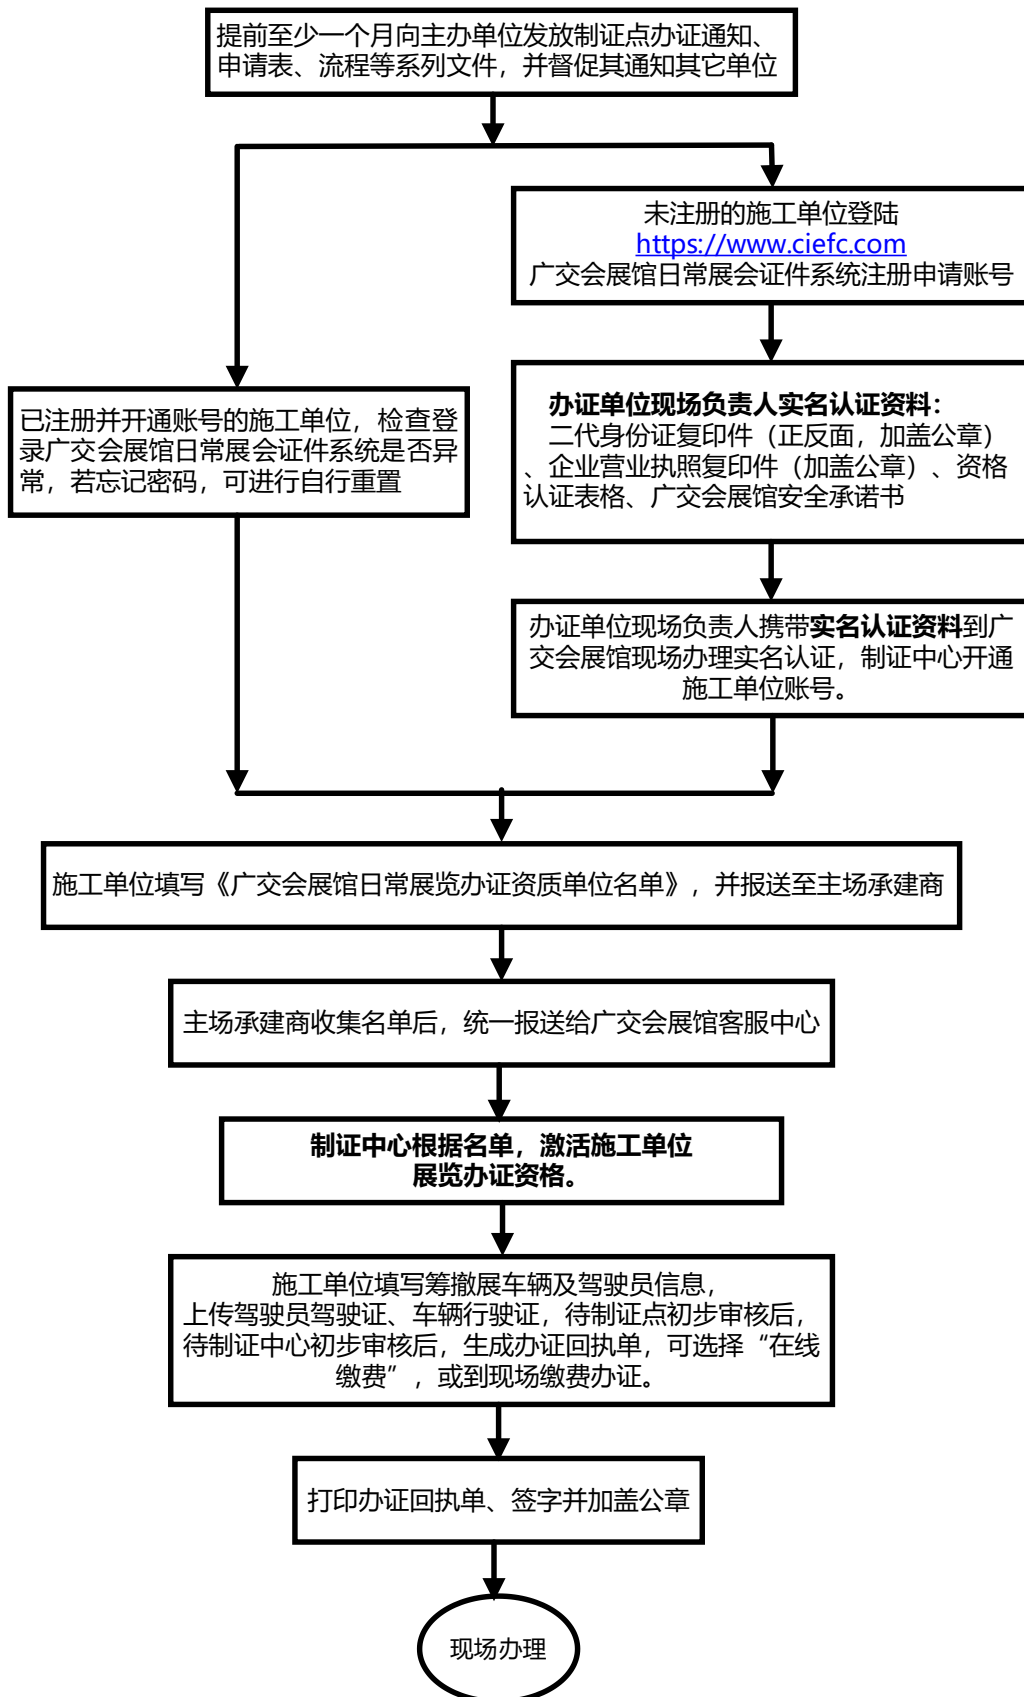 提前至少一个月向主办单位发放制证点办证通知、
申请表、流程等系列文件，并督促其通知其它单位
未注册的施工单位登陆
https://www.ciefc.com
广交会展馆日常展会证件系统注册申请账号
已注册并开通账号的施工单位，检查登
录广交会展馆日常展会证件系统是否异
常，若忘记密码，可进行自行重置
办证单位现场负责人实名认证资料：
二代身份证复印件（正反面，加盖公章）
、企业营业执照复印件（加盖公章）、资格
认证表格、广交会展馆安全承诺书
办证单位现场负责人携带实名认证资料到广
交会展馆现场办理实名认证，制证中心开通
施工单位账号。
施工单位填写《广交会展馆日常展览办证资质单位名单》，并报送至主场承建商
主场承建商收集名单后，统一报送给广交会展馆客服中心
制证中心根据名单，激活施工单位
展览办证资格。
施工单位填写筹撤展车辆及驾驶员信息，
上传驾驶员驾驶证、车辆行驶证，待制证点初步审核后，
待制证中心初步审核后，生成办证回执单，可选择“在线
缴费”，或到现场缴费办证。
打印办证回执单、签字并加盖公章
现场办理